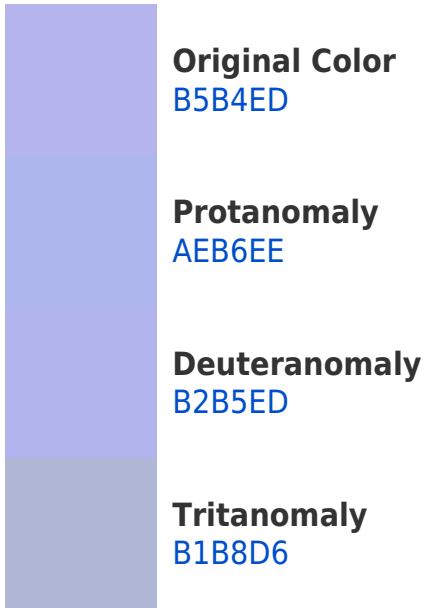 Original Color
B5B4ED
Protanomaly
AEB6EE
Deuteranomaly
B2B5ED
Tritanomaly
B1B8D6